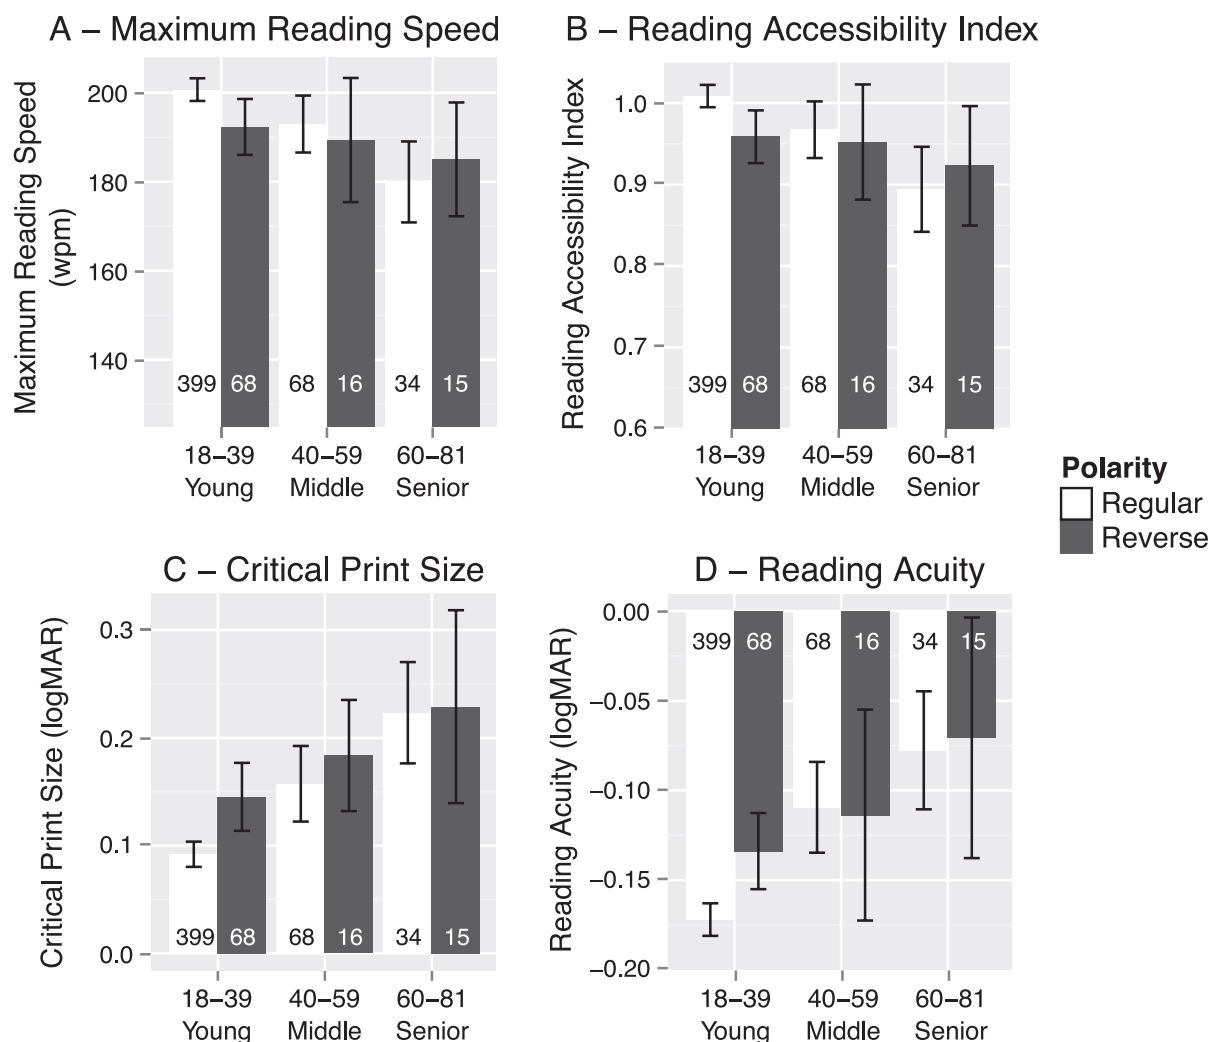 A – Maximum Reading Speed
Maximum Reading Speed
(wpm)
200
180
160
140
399 68 68 16 34 15
18–39 40–59 60–81
Young Middle Senior
B – Reading Accessibility Index
Reading Accessibility Index
1.0
0.9
0.8
0.7
0.6
399 68 68 16 34 15
18–39 40–59 60–81
Young Middle Senior
Polarity
Regular
Reverse
C – Critical Print Size
Critical Print Size (logMAR)
0.3
0.2
0.1
0.0
399 68 68 16 34 15
18–39 40–59 60–81
Young Middle Senior
D – Reading Acuity
Reading Acuity (logMAR)
0.00
−0.05
−0.10
−0.15
−0.20
399 68 68 16 34 15
18–39 40–59 60–81
Young Middle Senior